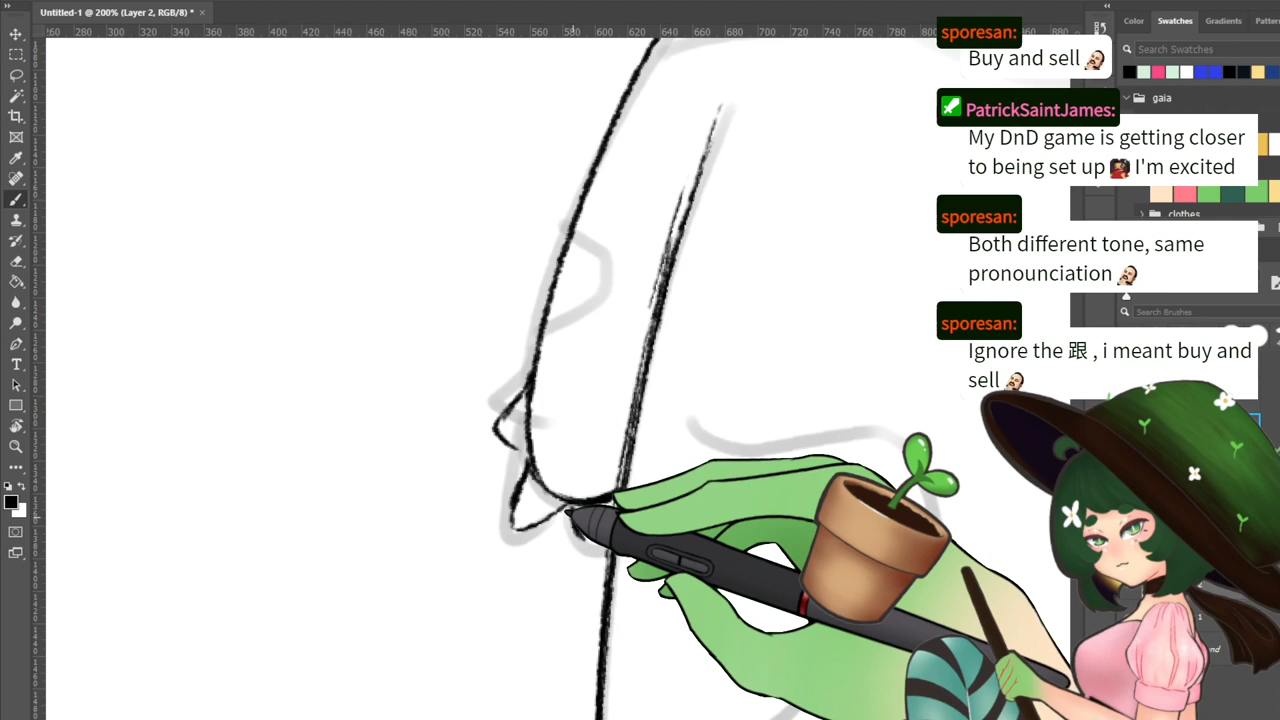 Untitled-1 @ 200% (Layer 2, RGB/8) *
260 280 300 320 340 360 380 400 420 440 460 480 500 520 540 560 580 600 620 640 660 680 700 720 740 760 780 800 860 880
Color Swatches Gradients Patter
Search Swatches
gaia
clothes
Search Brushes
sporesan:
Buy and sell
PatrickSaintJames:
My DnD game is getting closer
to being set up I'm excited
sporesan:
Both different tone, same
pronounciation
sporesan:
Ignore the 跟 , i meant buy and
sell